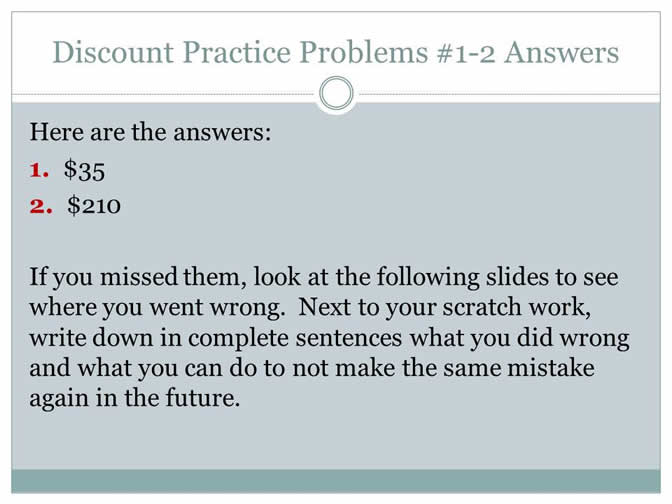 Discount Practice Problems #1-2 Answers
Here are the answers:
1. $35
2. $210
If you missed them, look at the following slides to see
where you went wrong. Next to your scratch work,
write down in complete sentences what you did wrong
and what you can do to not make the same mistake
again in the future.